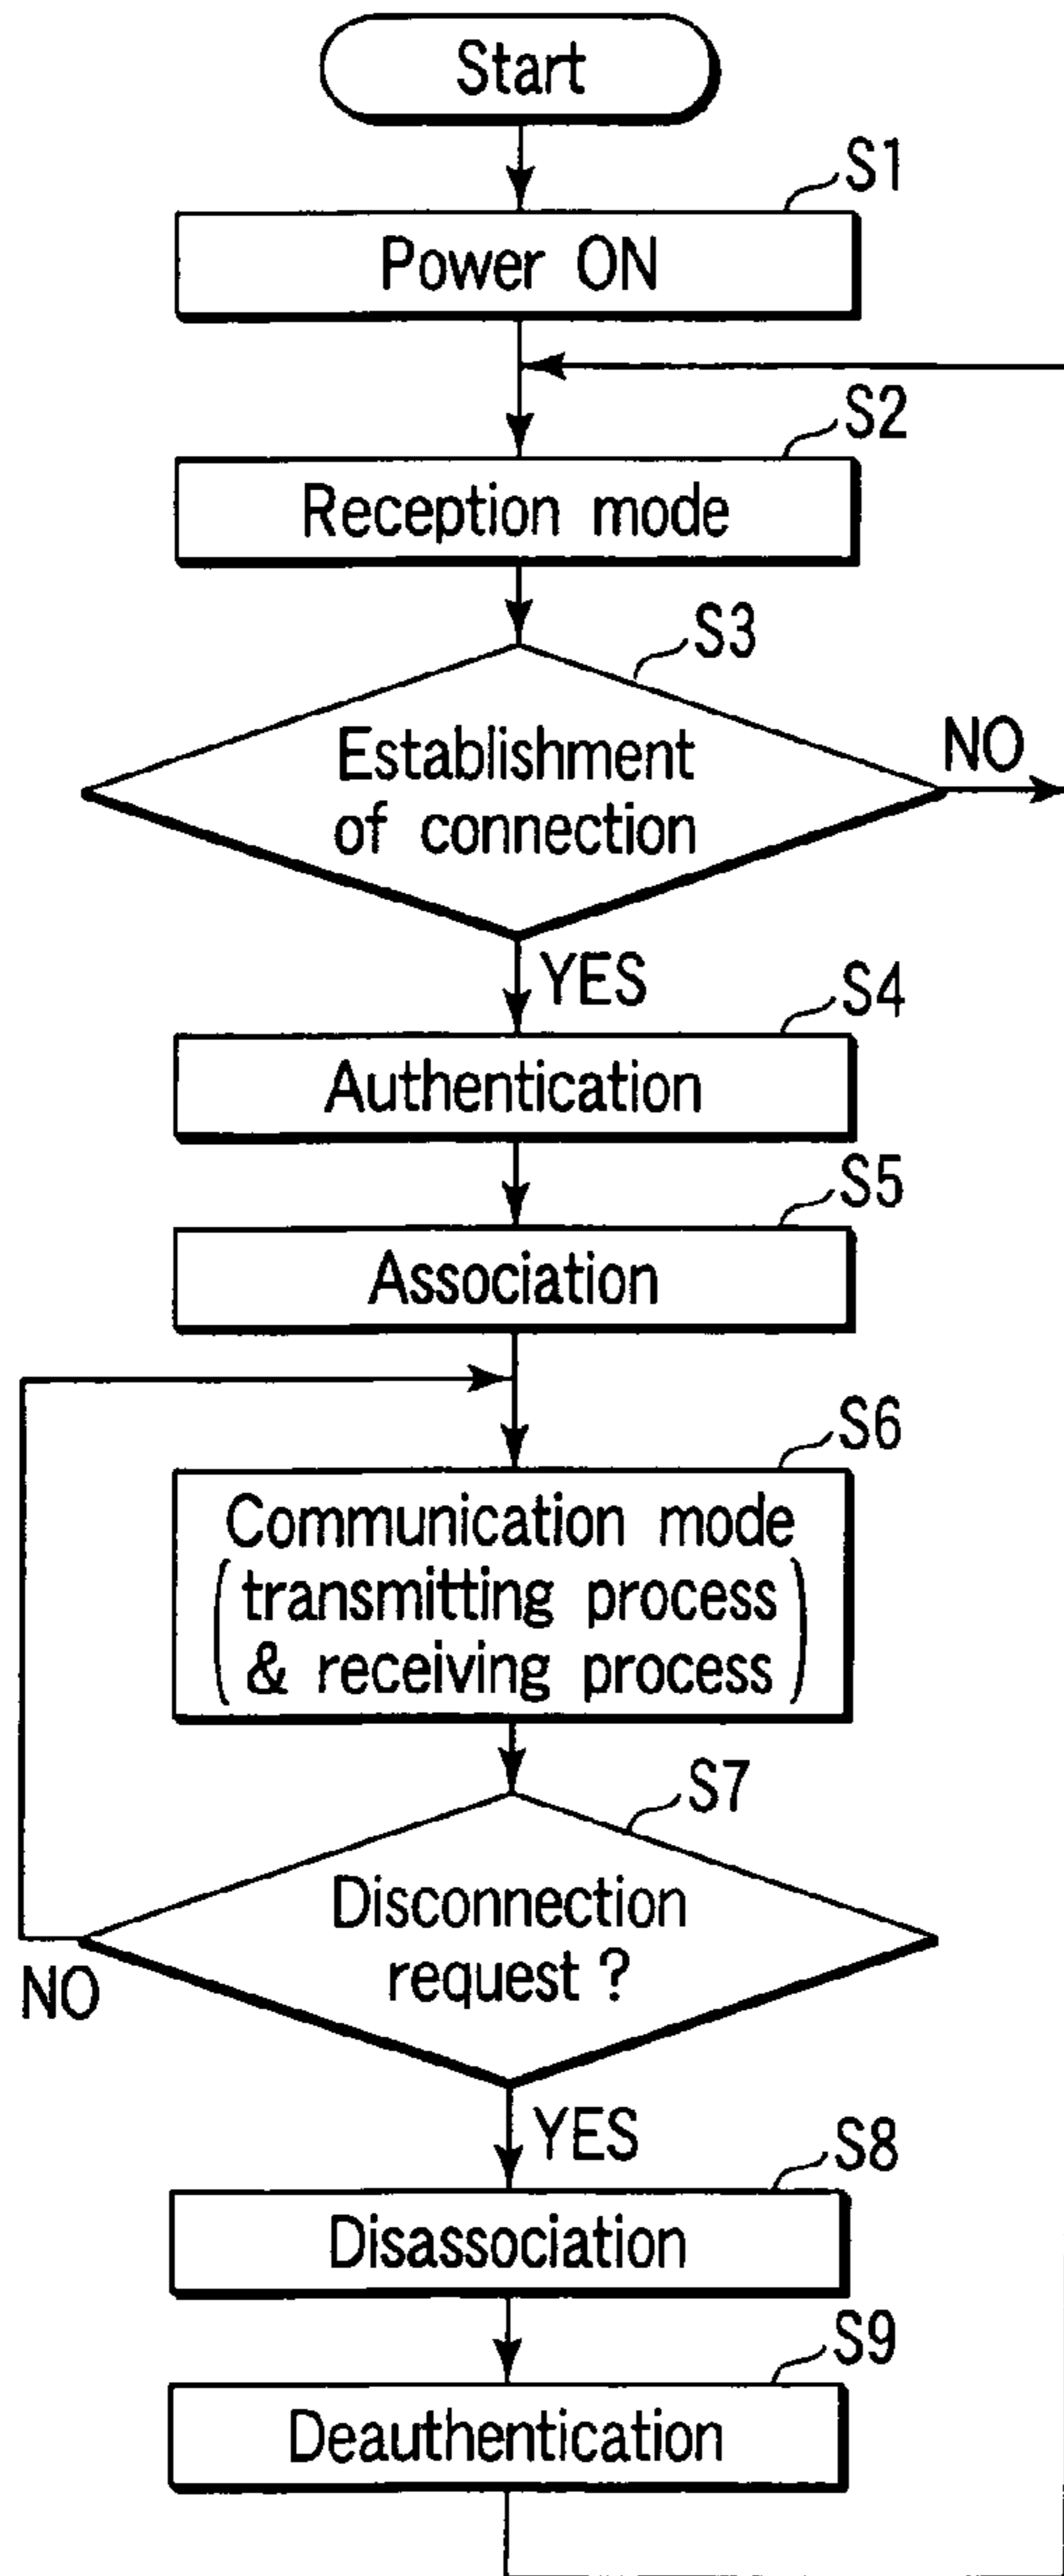 Start
S1
Power ON
S2
Reception mode
S3
Establishment
of connection
NO
YES
S4
Authentication
S5
Association
S6
Communication mode
(transmitting process
& receiving process)
S7
Disconnection
request?
NO
YES
S8
Disassociation
S9
Deauthentication